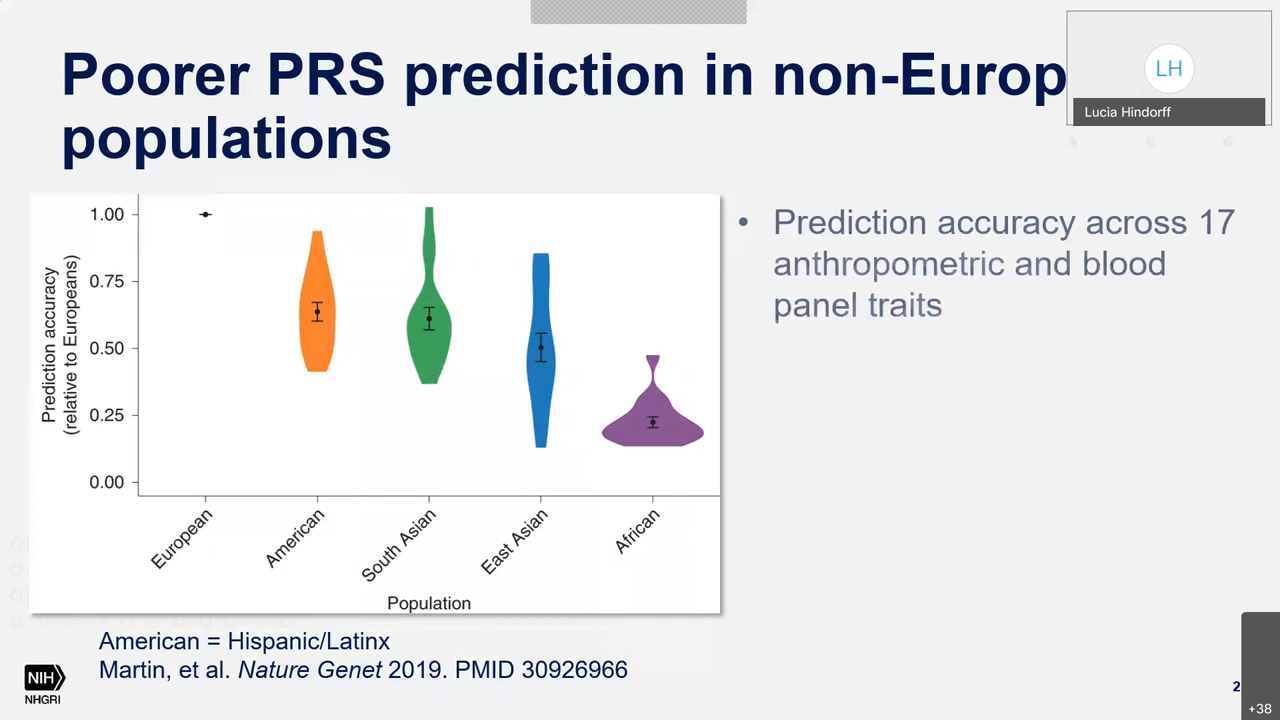 Poorer PRS prediction in non-Europ
populations
LH
Lucia Hindorff
1.00
0.75
0.50
0.25
0.00
Prediction accuracy
(relative to Europeans)
European
American
South Asian
East Asian
African
Population
• Prediction accuracy across 17
anthropometric and blood
panel traits
American = Hispanic/Latinx
Martin, et al. Nature Genet 2019. PMID 30926966
NIH
NHGRI
2
+38